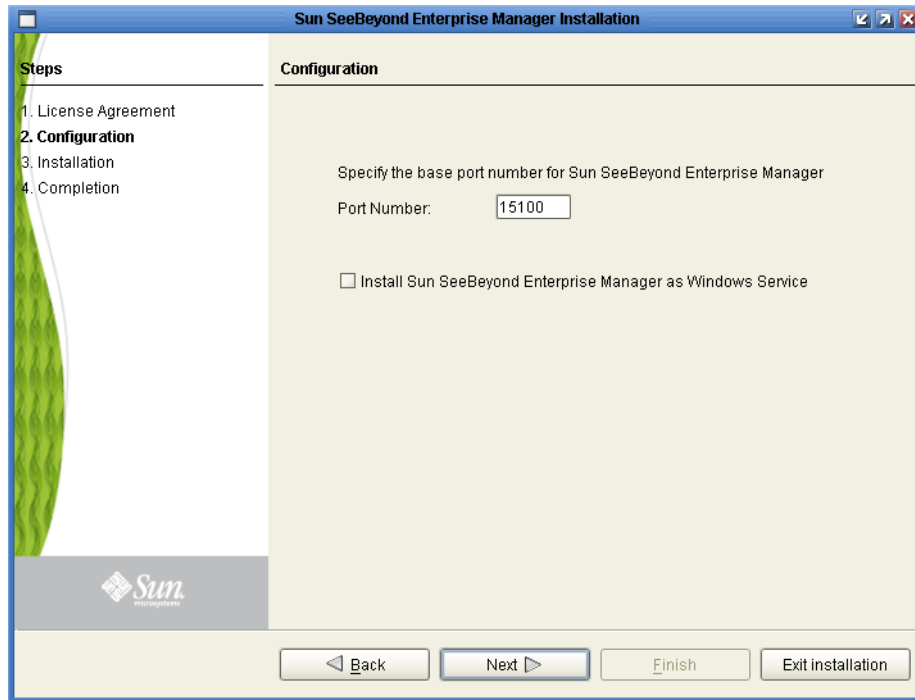 Sun SeeBeyond Enterprise Manager Installation
Steps
1. License Agreement
2. Configuration
3. Installation
4. Completion
Configuration
Specify the base port number for Sun SeeBeyond Enterprise Manager
Port Number: 15100
Install Sun SeeBeyond Enterprise Manager as Windows Service
Sun
microsystems
Back Next Finish Exit installation